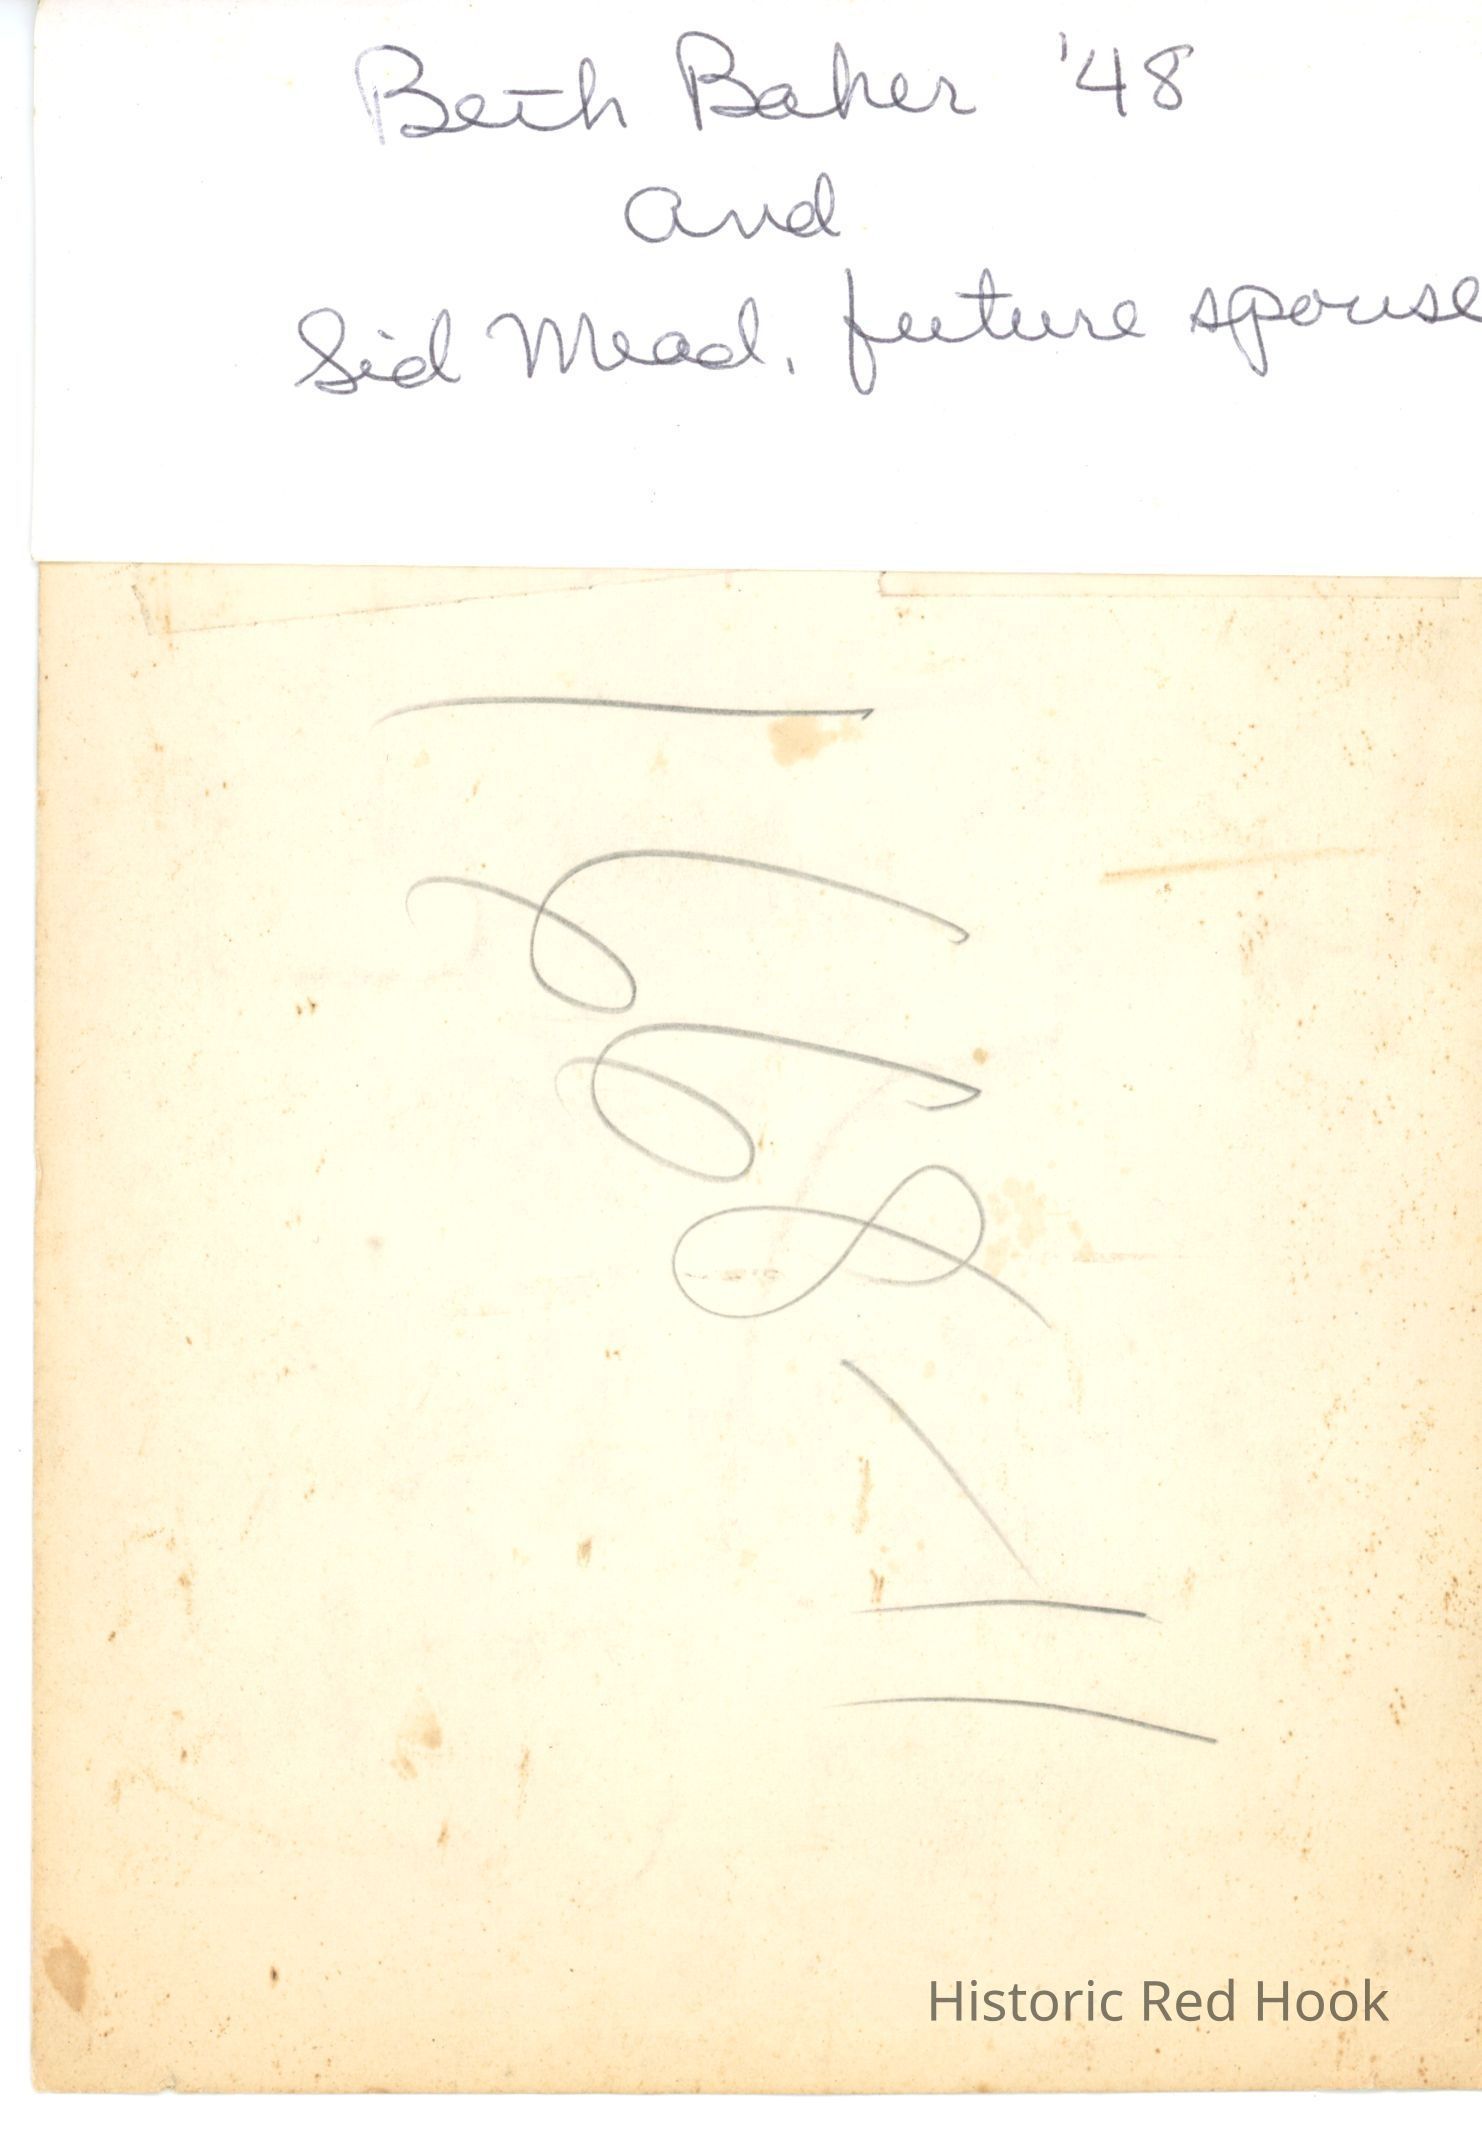 Beth Baker '48
and
Sid Mead, future spouse
Historic Red Hook